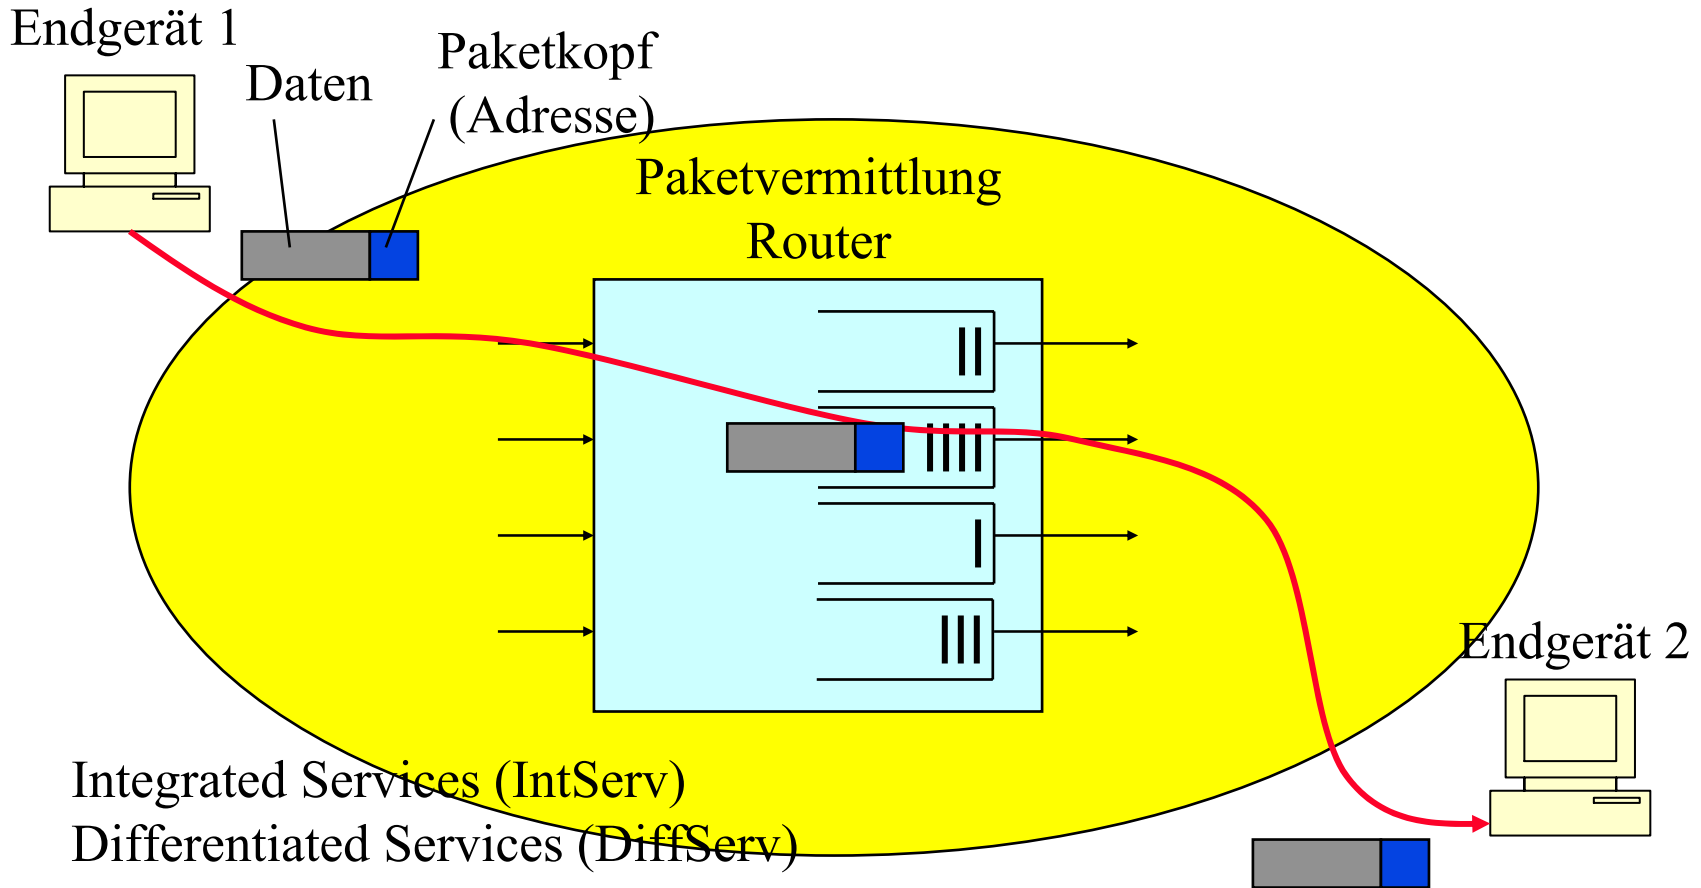 Endgerät 1
Daten
Paketkopf
(Adresse)
Paketvermittlung
Router
Endgerät 2
Integrated Services (IntServ)
Differentiated Services (DiffServ)